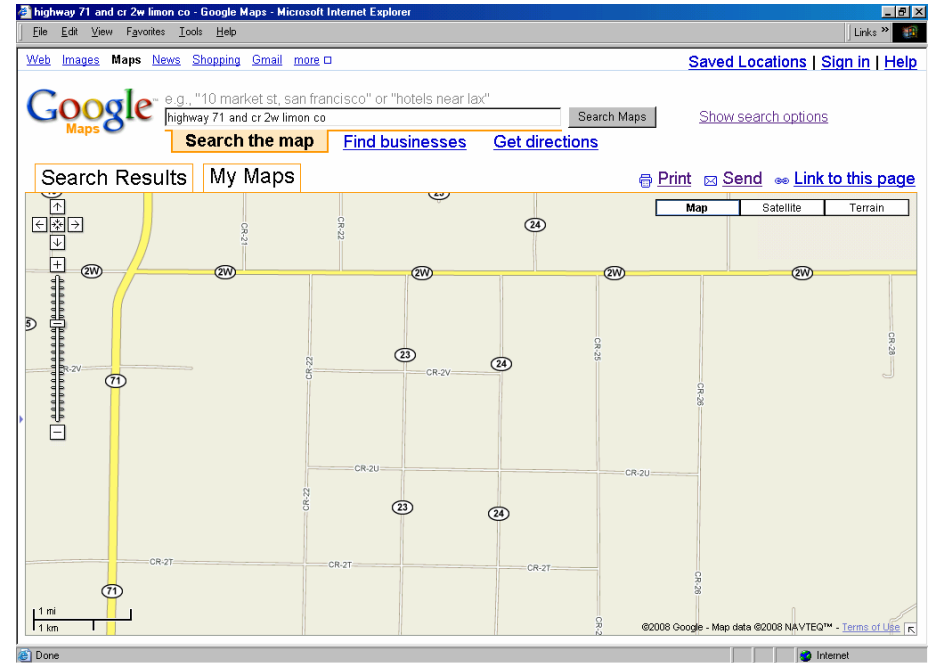 highway 71 and cr 2w limon co - Google Maps - Microsoft Internet Explorer
File Edit View Favorites Tools Help
Links »
Web Images Maps News Shopping Gmail more
Saved Locations | Sign in | Help
Google™
Maps
e.g., "10 market st, san francisco" or "hotels near lax"
highway 71 and cr 2w limon co
Search Maps
Show search options
Search the map Find businesses Get directions
Search Results My Maps
Print Send Link to this page
Map Satellite Terrain
CR-21
CR-22
24
2W 2W 2W 2W 2W
CR-25
CR-28
CR-22
23
24
R-2V
CR-2V
71
CR-26
CR-2U
CR-2U
CR-22
23
24
CR-2T
CR-2T
CR-2T
CR-26
71
1 mi
1 km
CR-2
©2008 Google - Map data ©2008 NAVTEQ™ - Terms of Use
Done
Internet